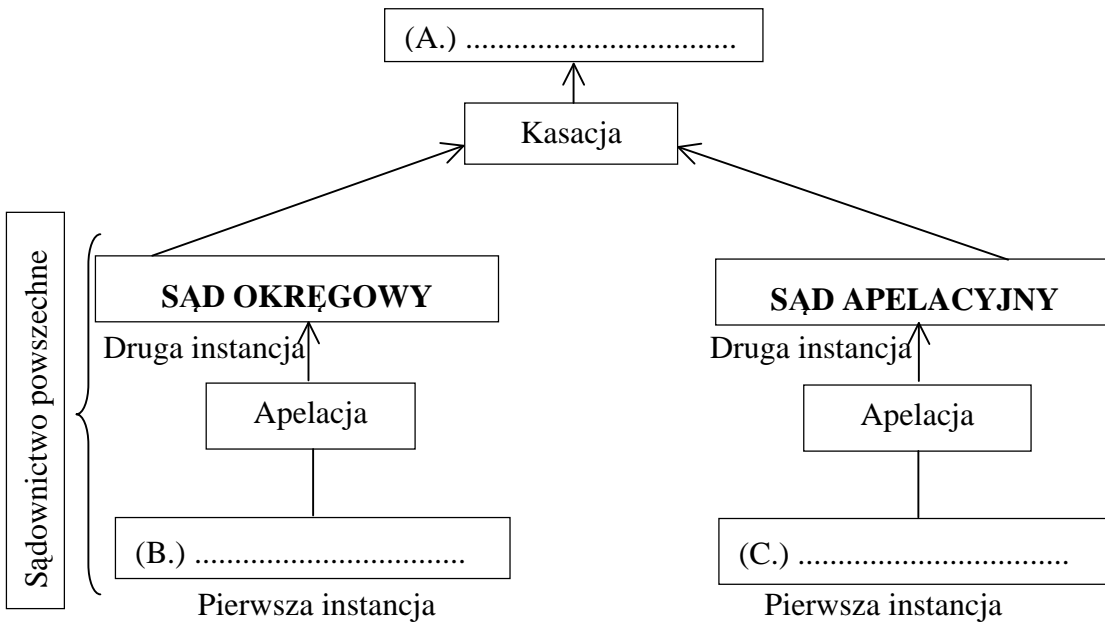 (A.) ..................................
Kasacja
Sądownictwo powszechne
SĄD OKRĘGOWY
SĄD APELACYJNY
Druga instancja
Druga instancja
Apelacja
Apelacja
(B.) ..................................
(C.) ..................................
Pierwsza instancja
Pierwsza instancja